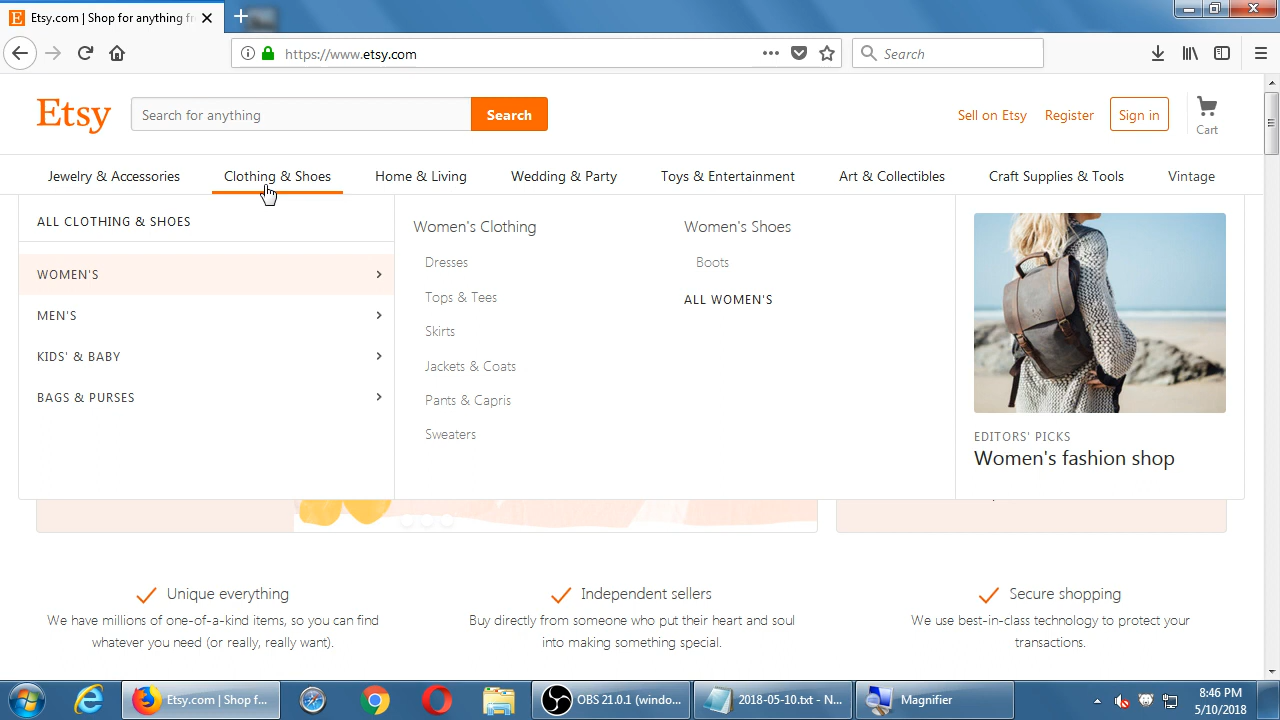 Etsy.com | Shop for anything fr
https://www.etsy.com
Search
Etsy
Search for anything
Search
Sell on Etsy
Register
Sign in
Cart
Jewelry & Accessories
Clothing & Shoes
Home & Living
Wedding & Party
Toys & Entertainment
Art & Collectibles
Craft Supplies & Tools
Vintage
ALL CLOTHING & SHOES
WOMEN'S
MEN'S
KIDS' & BABY
BAGS & PURSES
Women's Clothing
Dresses
Tops & Tees
Skirts
Jackets & Coats
Pants & Capris
Sweaters
Women's Shoes
Boots
ALL WOMEN'S
EDITORS' PICKS
Women's fashion shop
Unique everything
We have millions of one-of-a-kind items, so you can find
whatever you need (or really, really want).
Independent sellers
Buy directly from someone who put their heart and soul
into making something special.
Secure shopping
We use best-in-class technology to protect your
transactions.
Etsy.com | Shop f...
OBS 21.0.1 (windo...
2018-05-10.txt - N...
Magnifier
8:46 PM
5/10/2018